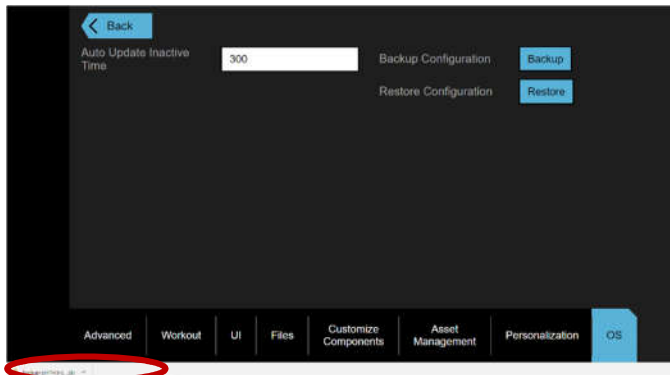 Back
Auto Update Inactive
Time
300
Backup Configuration
Backup
Restore Configuration
Restore
Advanced
Workout
UI
Files
Customize
Components
Asset
Management
Personalization
OS